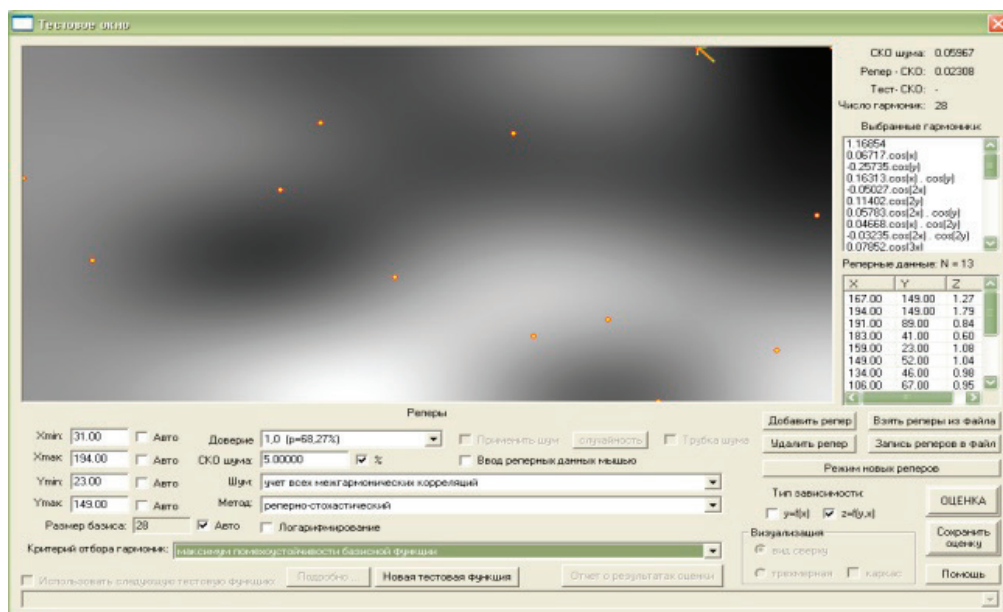 Тестовое окно
СКО шума: 0.05967
Репер - СКО: 0.02308
Тест- СКО: -
Число гармоник: 28
Выбранные гармоники:
1.16854
0.06717.cos(x)
-0.25735.cos(y)
0.16313.cos(x) . cos(y)
-0.05027.cos(2x)
0.11402.cos(2y)
0.05783.cos(2x) . cos(y)
0.04668.cos(x) . cos(2y)
-0.03235.cos(2x) . cos(2y)
0.07852.cos(3x)
Реперные данные: N = 13
X Y Z
167.00 149.00 1.27
194.00 149.00 1.79
191.00 89.00 0.84
183.00 41.00 0.60
159.00 23.00 1.08
149.00 52.00 1.04
134.00 46.00 0.98
106.00 67.00 0.95
Реперы
Xmin: 31.00 Авто
Xmax: 194.00 Авто
Ymin: 23.00 Авто
Ymax: 149.00 Авто
Размер базиса: 28 Авто
Доверие 1,0 (p=68,27%)
Применить шум случайность Трубка шума
СКО шума: 5.00000 %
Ввод реперных данных мышью
Шум: учет всех межгармонических корреляций
Метод: реперно-стохастический
Логарифмирование
Критерий отбора гармоник: максимум помехоустойчивости базисной функции
Использовать следующую тестовую функцию: Подробно ... Новая тестовая функция Отчет о результатах оценки
Добавить репер Взять реперы из файла
Удалить репер Запись реперов в файл
Режим новых реперов
Тип зависимости:
y=f(x) z=f(y,x)
ОЦЕНКА
Визуализация
вид сверху
трехмерная каркас
Сохранить оценку
Помощь